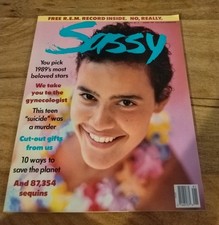 FREE R.E.M. RECORD INSIDE. NO, REALLY.
Sassy
You pick
1989's most
beloved stars
We take
you to the
gynecologist
This teen
"suicide" was
a murder
Cut-out gifts
from us
10 ways to
save the planet
And 87,354
sequins